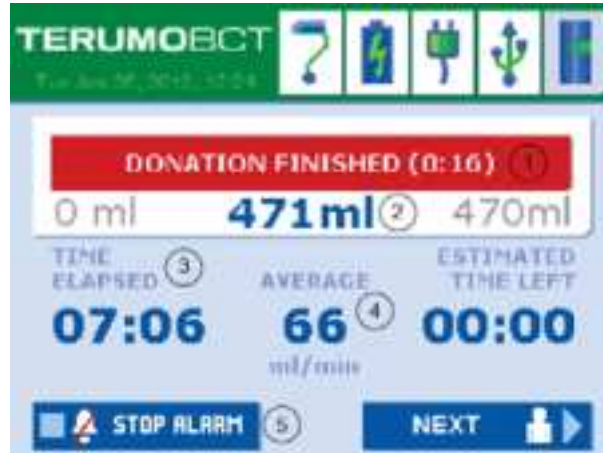 TERUMOBCT
DONATION FINISHED (0:16) 1
0 ml 471ml 2 470ml
TIME ELAPSED 3
07:06
AVERAGE
66 4
ml/min
ESTIMATED TIME LEFT
00:00
STOP ALARM 5
NEXT